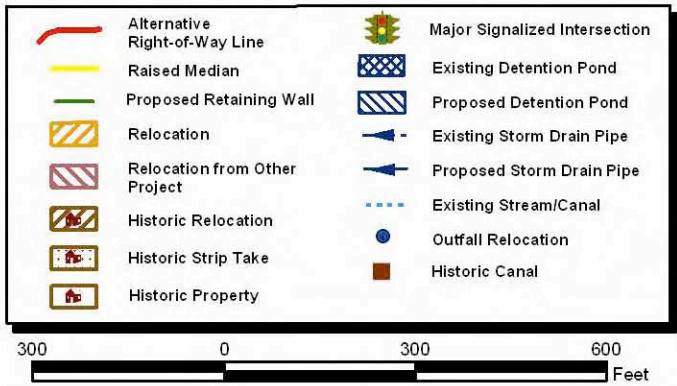 Alternative
Right-of-Way Line
Raised Median
Proposed Retaining Wall
Relocation
Relocation from Other
Project
Historic Relocation
Historic Strip Take
Historic Property
Major Signalized Intersection
Existing Detention Pond
Proposed Detention Pond
Existing Storm Drain Pipe
Proposed Storm Drain Pipe
Existing Stream/Canal
Outfall Relocation
Historic Canal
300 0 300 600
Feet